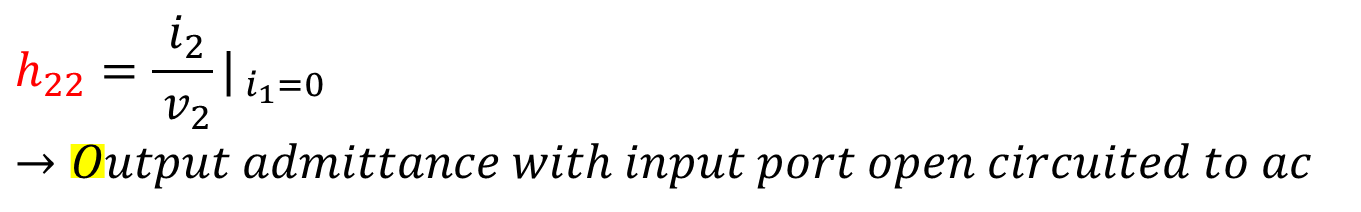 h₂₂ = i₂/v₂ | i₁=0
→ Output admittance with input port open circuited to ac